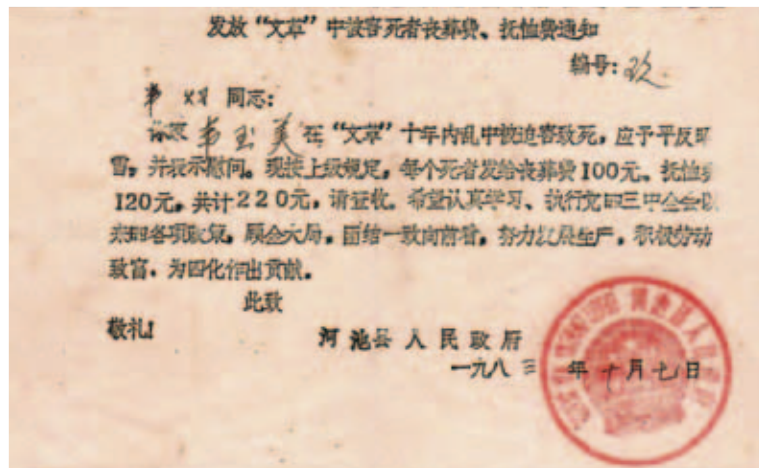 发放“文革”中被害死者丧葬费、抚恤费通知
编号:玖
韦 同志:
你家韦玉美在“文革”十年内乱中被迫害致死,应予平反昭
雪,并表示慰问。现按上级规定,每个死者发给丧葬费100元。抚恤费
120元,共计220元,请查收。希望认真学习、执行党的三中全会以
来的各项政策,顾全大局,团结一致向前看,努力发展生产,积极劳动
致富,为四化作出贡献。
此致
敬礼!
河池县人民政府
一九八三年十月七日